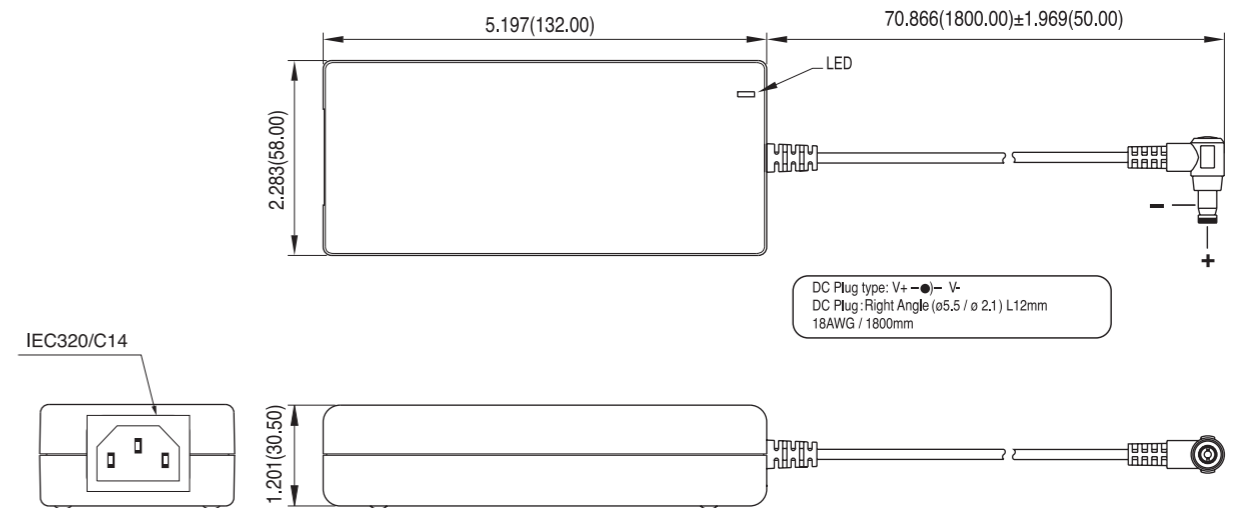 5.197(132.00)
70.866(1800.00)±1.969(50.00)
LED
2.283(58.00)
-
+
DC Plug type: V+ –●)– V-
DC Plug : Right Angle (ø5.5 / ø 2.1) L12mm
18AWG / 1800mm
IEC320/C14
1.201(30.50)